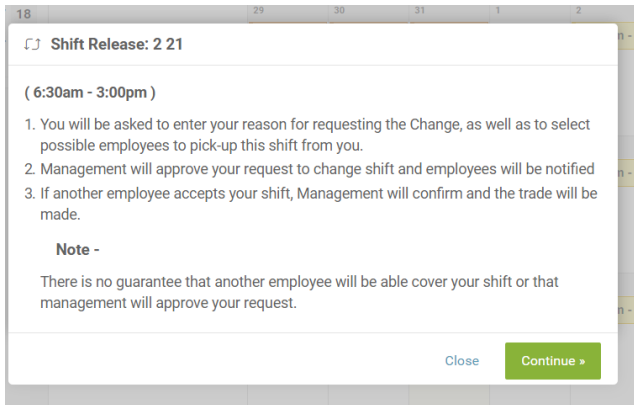 18
29 30 31 1 2
Shift Release: 2 21
( 6:30am - 3:00pm )
1. You will be asked to enter your reason for requesting the Change, as well as to select
possible employees to pick-up this shift from you.
2. Management will approve your request to change shift and employees will be notified
3. If another employee accepts your shift, Management will confirm and the trade will be
made.
Note -
There is no guarantee that another employee will be able cover your shift or that
management will approve your request.
Close Continue »